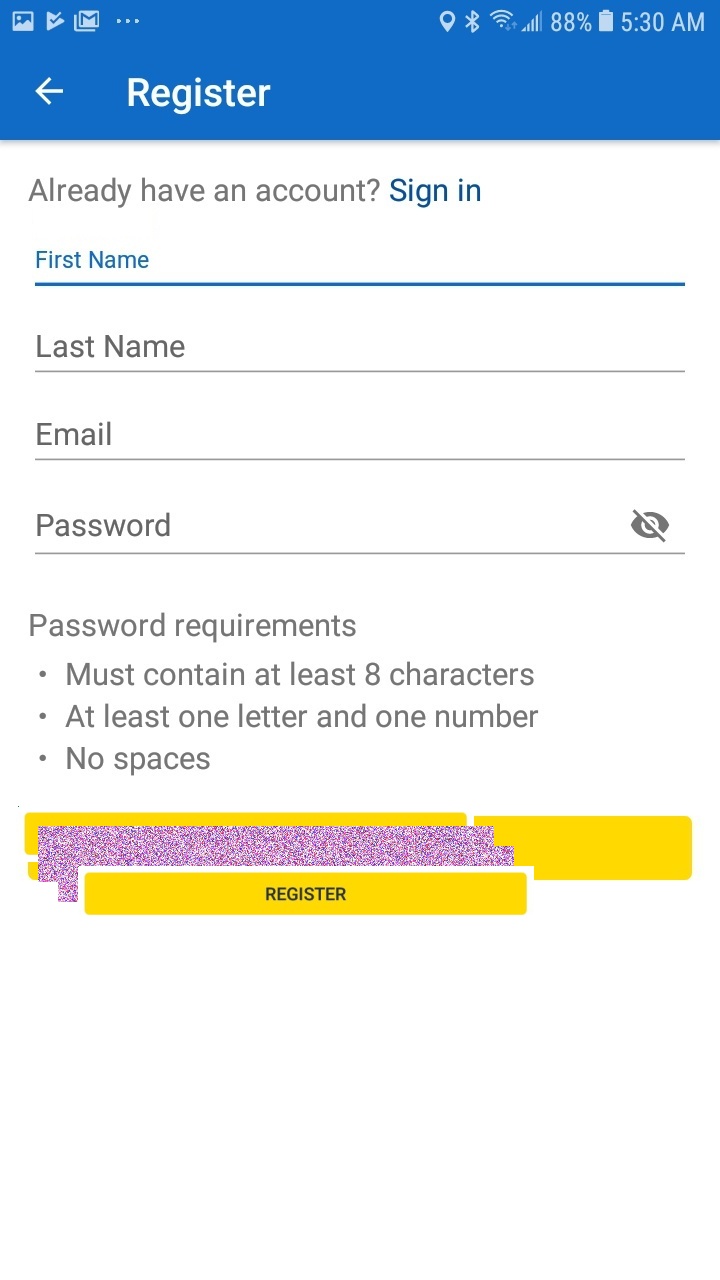 88% 5:30 AM
Register
Already have an account? Sign in
First Name
Last Name
Email
Password
Password requirements
• Must contain at least 8 characters
• At least one letter and one number
• No spaces
REGISTER